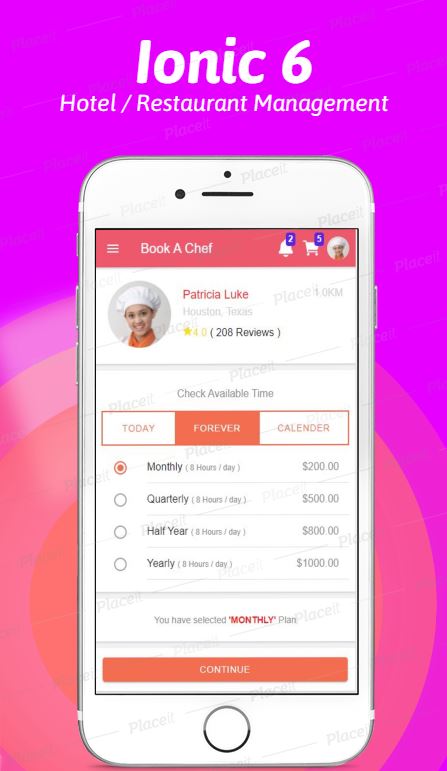 Ionic 6
Hotel / Restaurant Management
Book A Chef
2
5
Patricia Luke
1.0KM
Houston, Texas
4.0 ( 208 Reviews )
Check Available Time
TODAY FOREVER CALENDER
Monthly ( 8 Hours / day ) $200.00
Quarterly ( 8 Hours / day ) $500.00
Half Year ( 8 Hours / day ) $800.00
Yearly ( 8 Hours / day ) $1000.00
You have selected 'MONTHLY' Plan
CONTINUE
Placeit